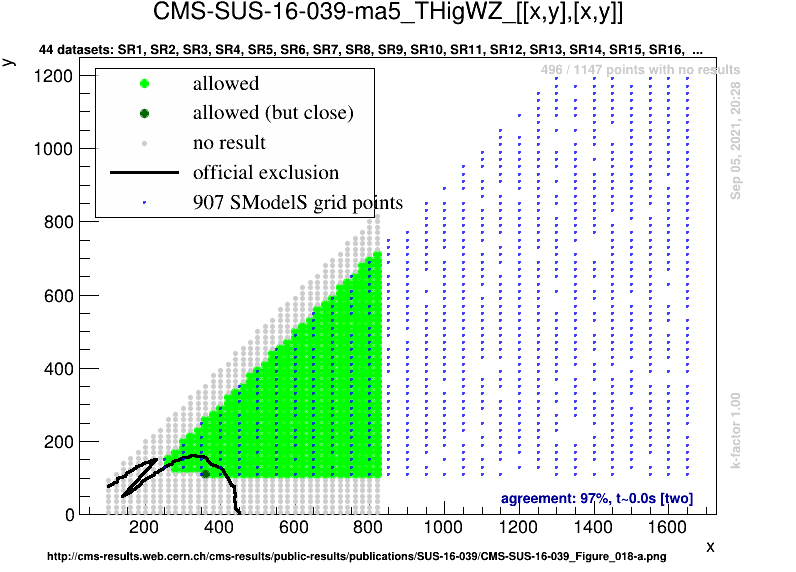 CMS-SUS-16-039-ma5_THigWZ_[[x,y],[x,y]]
44 datasets: SR1, SR2, SR3, SR4, SR5, SR6, SR7, SR8, SR9, SR10, SR11, SR12, SR13, SR14, SR15, SR16, ...
y
496 / 1147 points with no results
allowed
allowed (but close)
no result
official exclusion
907 SModelS grid points
Sep 05, 2021, 20:28
k-factor 1.00
1200
1000
800
600
400
200
0
agreement: 97%, t~0.0s [two]
200 400 600 800 1000 1200 1400 1600
x
http://cms-results.web.cern.ch/cms-results/public-results/publications/SUS-16-039/CMS-SUS-16-039_Figure_018-a.png